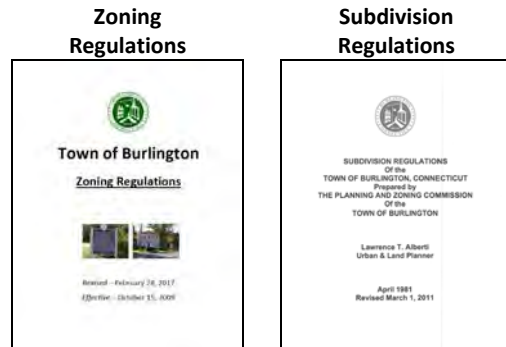 Zoning
Regulations
Town of Burlington
Zoning Regulations
Revised – February 28, 2017
Effective – October 15, 2008
Subdivision
Regulations
SUBDIVISION REGULATIONS
Of the
TOWN OF BURLINGTON, CONNECTICUT
Prepared by
THE PLANNING AND ZONING COMMISSION
Of the
TOWN OF BURLINGTON
Lawrence T. Alberti
Urban & Land Planner
April 1981
Revised March 1, 2011